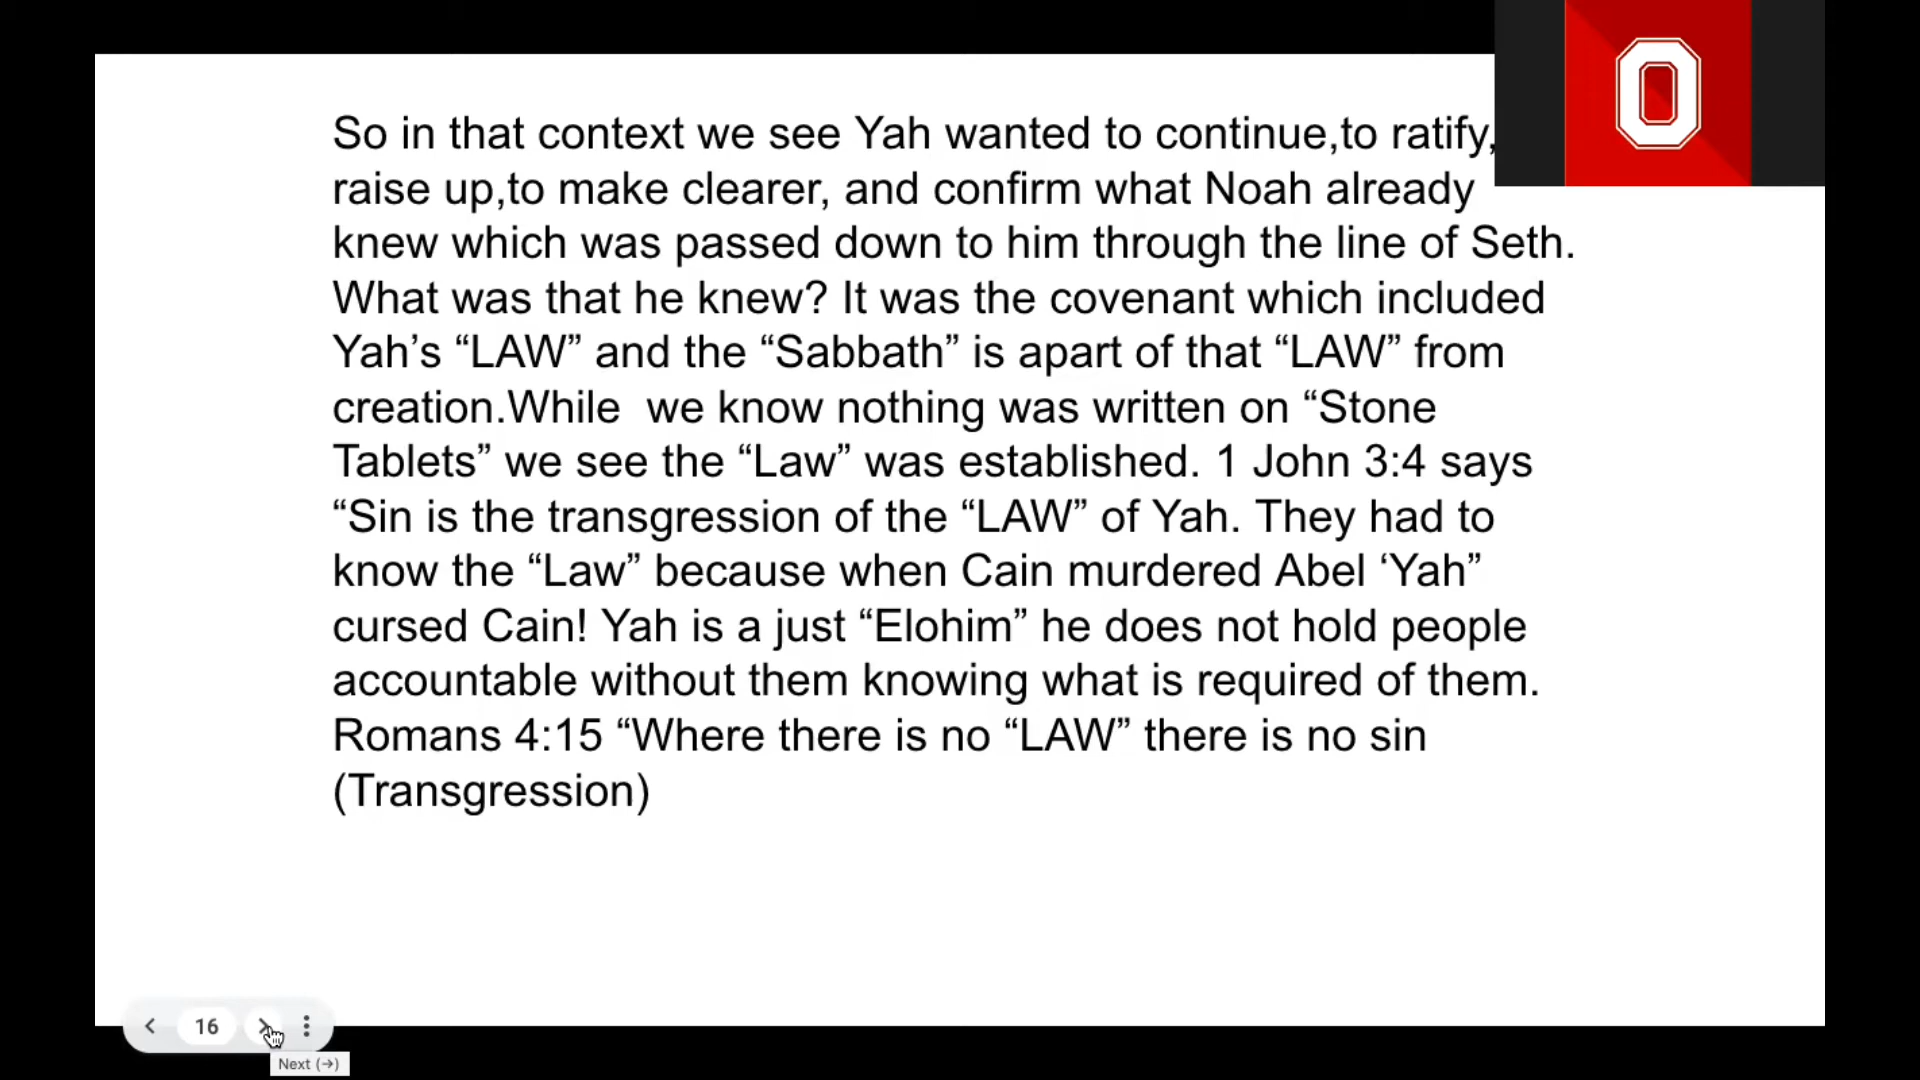 So in that context we see Yah wanted to continue,to ratify,
raise up,to make clearer, and confirm what Noah already
knew which was passed down to him through the line of Seth.
What was that he knew? It was the covenant which included
Yah’s “LAW” and the “Sabbath” is apart of that “LAW” from
creation.While  we know nothing was written on “Stone
Tablets” we see the “Law” was established. 1 John 3:4 says
“Sin is the transgression of the “LAW” of Yah. They had to
know the “Law” because when Cain murdered Abel ‘Yah”
cursed Cain! Yah is a just “Elohim” he does not hold people
accountable without them knowing what is required of them.
Romans 4:15 “Where there is no “LAW” there is no sin
(Transgression)
O
16
Next (→)